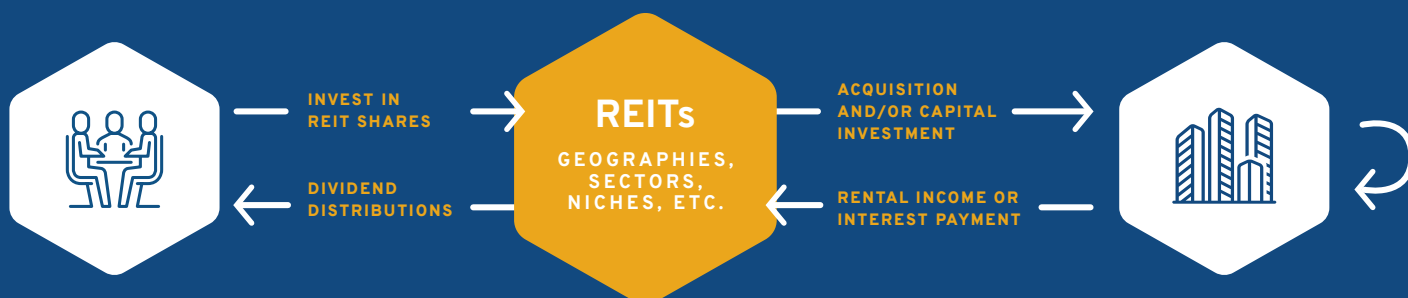 INVEST IN
REIT SHARES
DIVIDEND
DISTRIBUTIONS
REITs
GEOGRAPHIES,
SECTORS,
NICHES, ETC.
ACQUISITION
AND/OR CAPITAL
INVESTMENT
RENTAL INCOME OR
INTEREST PAYMENT